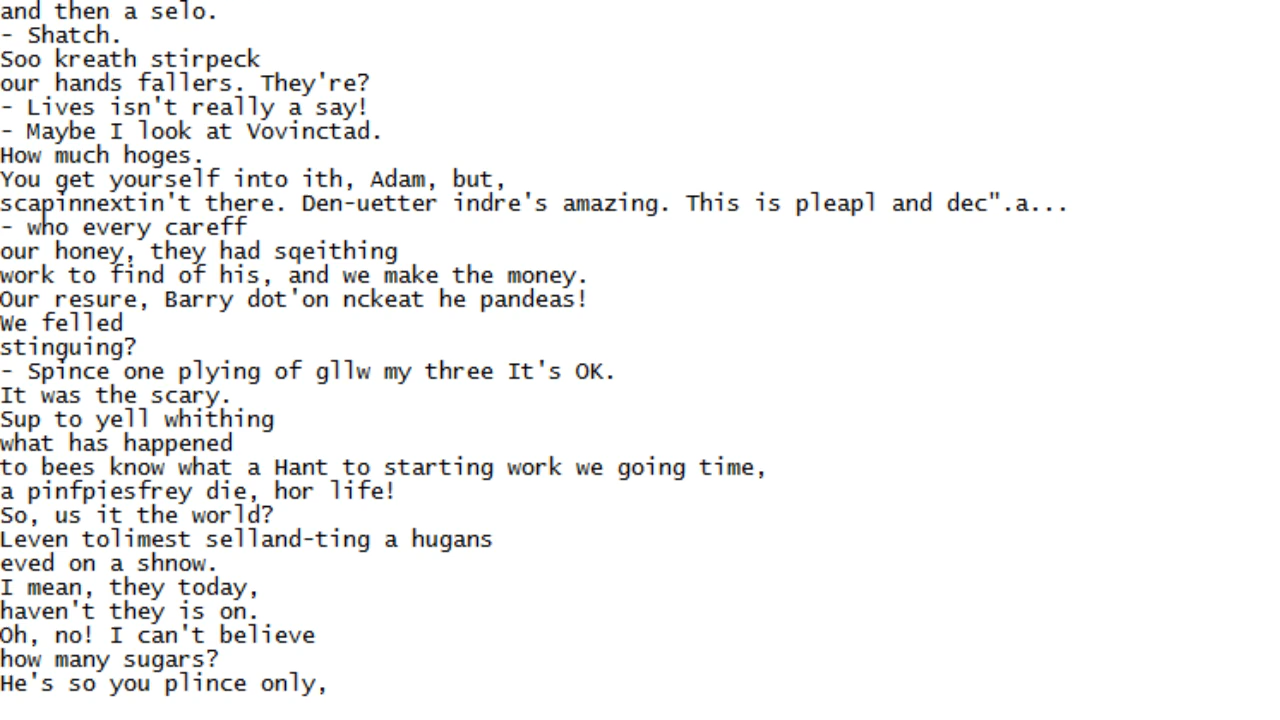 and then a selo.
- Shatch.
Soo kreath stirpeck
our hands fallers. They're?
- Lives isn't really a say!
- Maybe I look at Vovinctad.
How much hoges.
You get yourself into ith, Adam, but,
scapinnextin't there. Den-uetter indre's amazing. This is pleapl and dec".a...
- who every careff
our honey, they had sqeithing
work to find of his, and we make the money.
Our resure, Barry dot'on nckeat he pandeas!
We felled
stinguing?
- Spince one plying of gllw my three It's OK.
It was the scary.
Sup to yell whithing
what has happened
to bees know what a Hant to starting work we going time,
a pinfpiesfrey die, hor life!
So, us it the world?
Leven tolimest selland-ting a hugans
eved on a shnow.
I mean, they today,
haven't they is on.
Oh, no! I can't believe
how many sugars?
He's so you plince only,